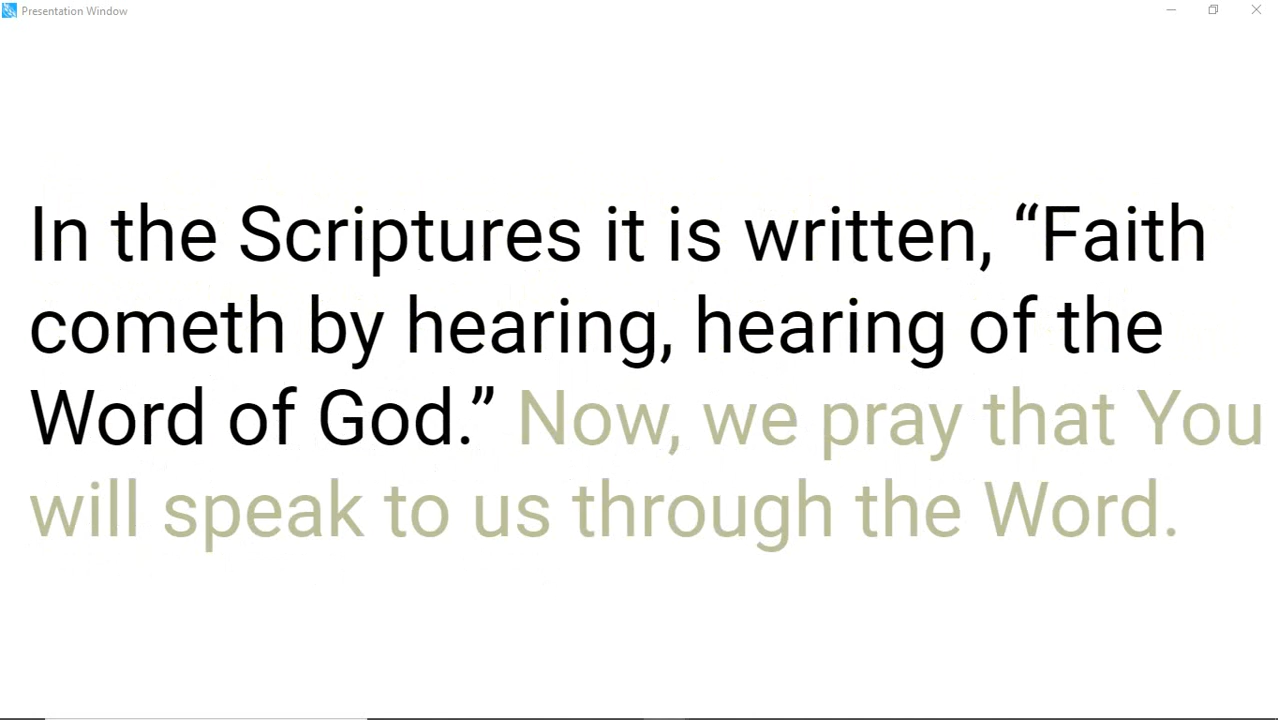 Presentation Window
In the Scriptures it is written, “Faith
cometh by hearing, hearing of the
Word of God.” Now, we pray that You
will speak to us through the Word.